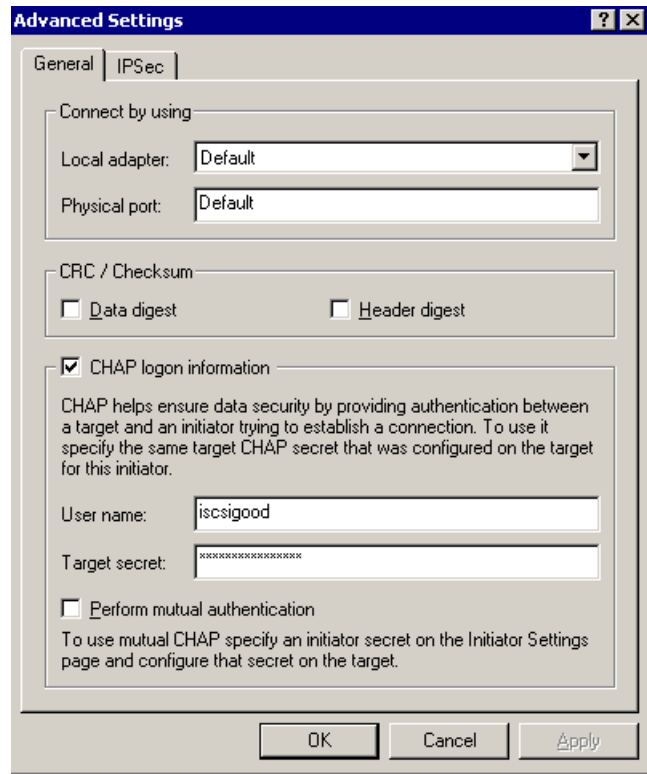 Advanced Settings
General
IPSec
Connect by using
Local adapter:
Default
Physical port:
Default
CRC / Checksum
Data digest
Header digest
CHAP logon information
CHAP helps ensure data security by providing authentication between
a target and an initiator trying to establish a connection. To use it
specify the same target CHAP secret that was configured on the target
for this initiator.
User name:
iscsigood
Target secret:
****************
Perform mutual authentication
To use mutual CHAP specify an initiator secret on the Initiator Settings
page and configure that secret on the target.
OK
Cancel
Apply